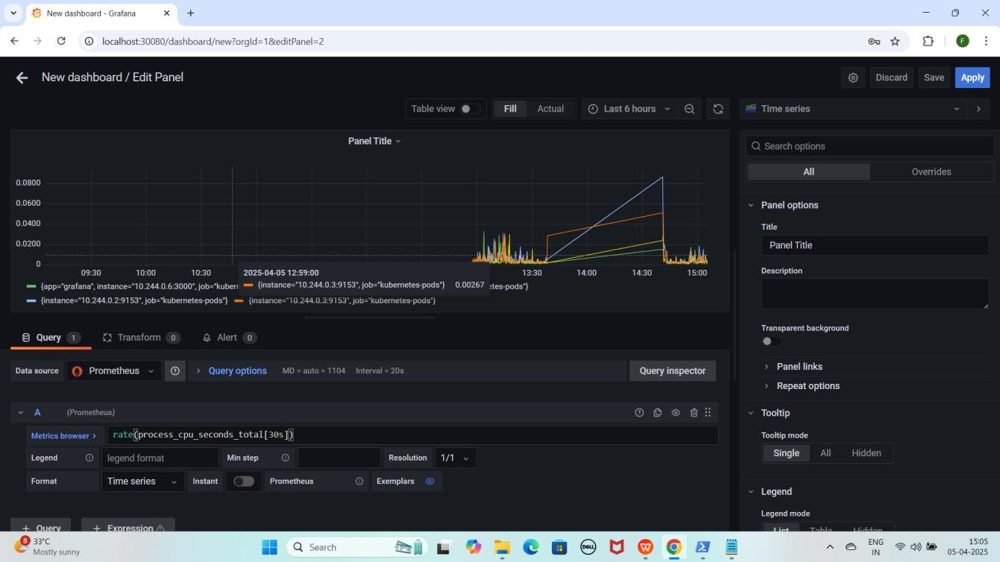 New dashboard - Grafana
localhost:30080/dashboard/new?orgId=1&editPanel=2
F
New dashboard / Edit Panel
Discard
Save
Apply
Table view
Fill
Actual
Last 6 hours
Time series
Panel Title
Search options
All
Overrides
0.0800
0.0600
0.0400
0.0200
0
09:30
10:00
10:30
13:30
14:00
14:30
15:00
2025-04-05 12:59:00
{instance="10.244.0.3:9153", job="kubernetes-pods"} 0.00267
{app="grafana", instance="10.244.0.6:3000", job="kuber
etes-pods"}
{instance="10.244.0.2:9153", job="kubernetes-pods"}
{instance="10.244.0.3:9153", job="kubernetes-pods"}
Panel options
Title
Panel Title
Description
Transparent background
Panel links
Repeat options
Tooltip
Tooltip mode
Single
All
Hidden
Legend
Legend mode
List
Table
Hidden
Query 1
Transform 0
Alert 0
Data source
Prometheus
Query options
MD = auto = 1104
Interval = 20s
Query inspector
A
(Prometheus)
Metrics browser >
rate(process_cpu_seconds_total[30s])
Legend
legend format
Min step
Resolution
1/1
Format
Time series
Instant
Prometheus
Exemplars
+ Query
+ Expression
8
33°C
Mostly sunny
Search
DELL
W
ENG
IN
15:05
05-04-2025